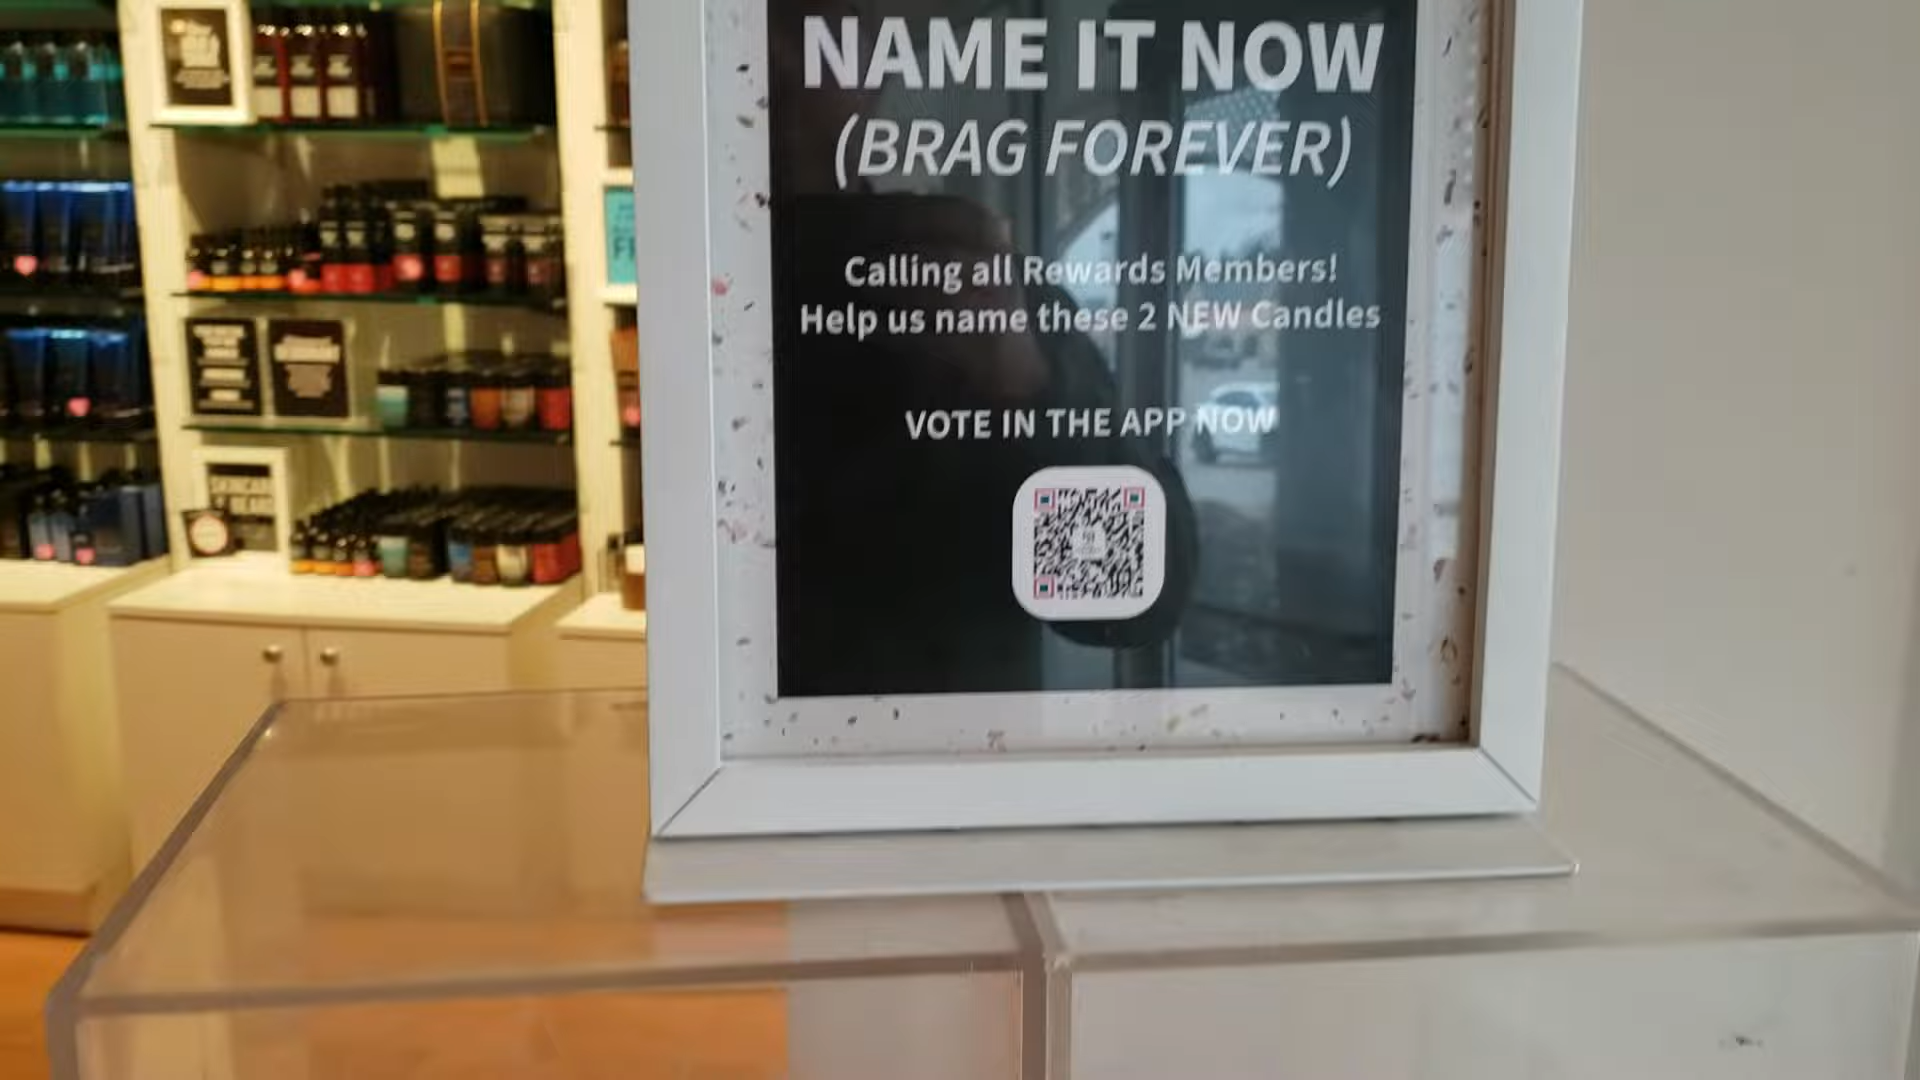 NAME IT NOW
(BRAG FOREVER)
Calling all Rewards Members!
Help us name these 2 NEW Candles
VOTE IN THE APP NOW